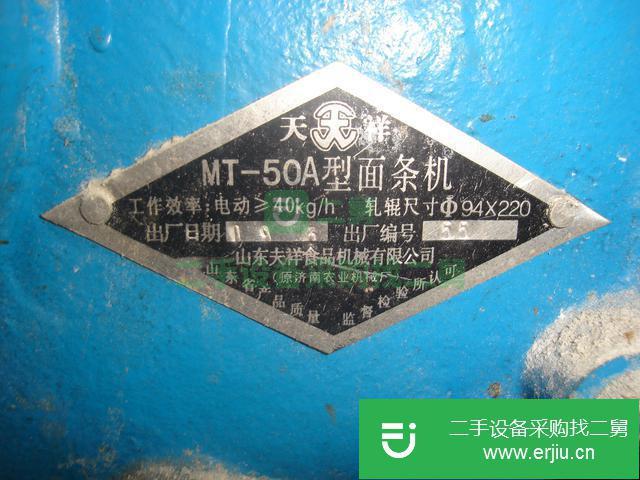 天 祥
MT-50A型面条机
工作效率:电动≥40kg/h 轧辊尺寸Φ94X220
出厂日期 出厂编号 55
山东天祥食品机械有限公司
(原济南农业机械厂)
山东省产品质量监督检验所认可
二手设备采购找二舅
www.erjiu.cn